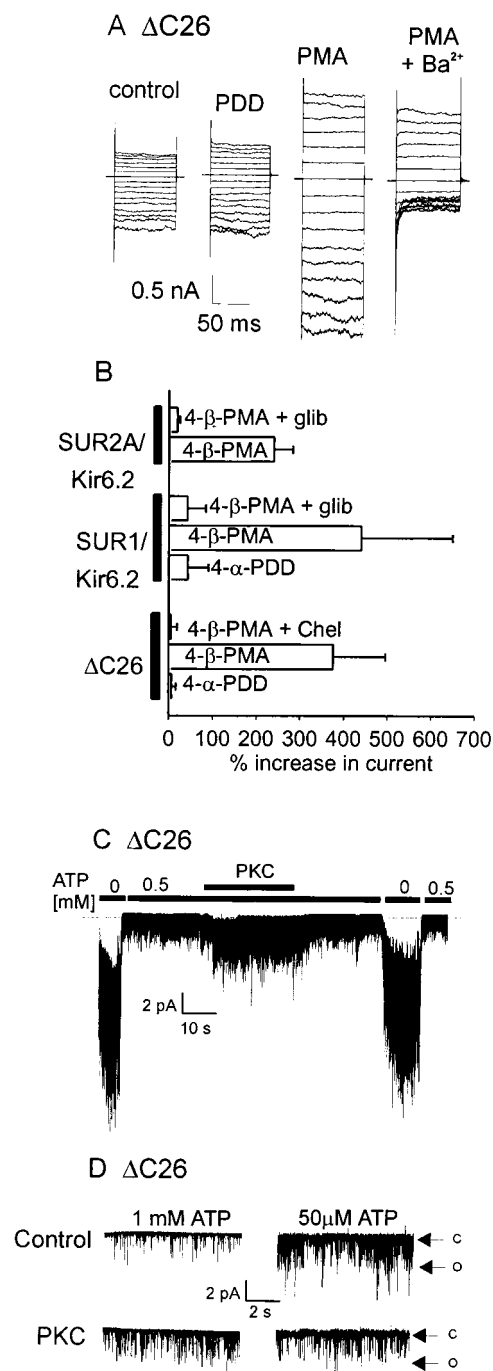 A ΔC26
control
PDD
PMA
PMA
+ Ba²⁺
0.5 nA
50 ms
B
SUR2A/
Kir6.2
4-β-PMA + glib
4-β-PMA
SUR1/
Kir6.2
4-β-PMA + glib
4-β-PMA
4-α-PDD
ΔC26
4-β-PMA + Chel
4-β-PMA
4-α-PDD
0 100 200 300 400 500 600 700
% increase in current
C ΔC26
PKC
ATP
[mM]
0 0.5 0 0.5
2 pA
10 s
D ΔC26
1 mM ATP 50μM ATP
Control
c
o
2 pA
2 s
PKC
c
o